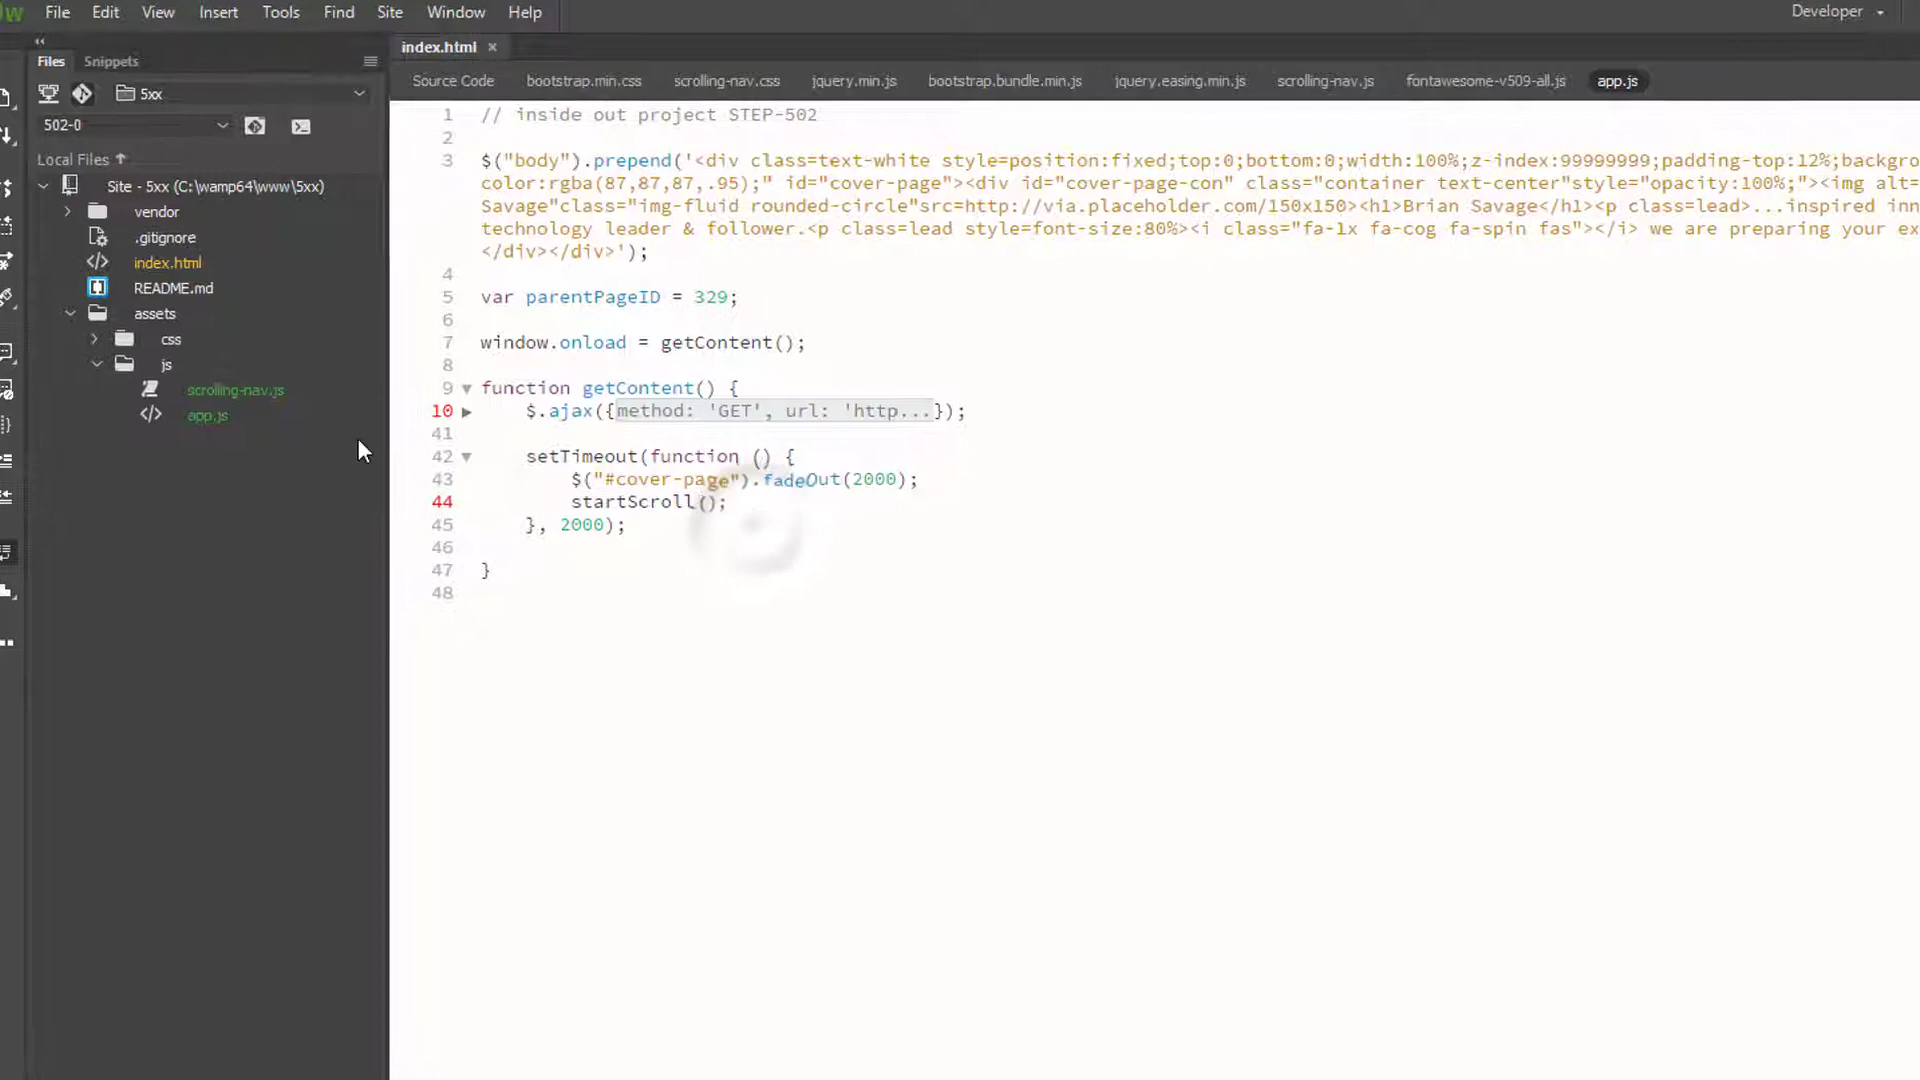 File Edit View Insert Tools Find Site Window Help
Developer
index.html ×
Files Snippets
Source Code bootstrap.min.css scrolling-nav.css jquery.min.js bootstrap.bundle.min.js jquery.easing.min.js scrolling-nav.js fontawesome-v509-all.js app.js
5xx
502-0
Local Files
Site - 5xx (C:\wamp64\www\5xx)
vendor
.gitignore
index.html
README.md
assets
css
js
scrolling-nav.js
app.js
1 // inside out project STEP-502
2
3 $("body").prepend('<div class=text-white style=position:fixed;top:0;bottom:0;width:100%;z-index:99999999;padding-top:12%;backgro
color:rgba(87,87,87,.95);" id="cover-page"><div id="cover-page-con" class="container text-center"style="opacity:100%;"><img alt=
Savage"class="img-fluid rounded-circle"src=http://via.placeholder.com/150x150><h1>Brian Savage</h1><p class=lead>...inspired inn
technology leader & follower.<p class=lead style=font-size:80%><i class="fa-1x fa-cog fa-spin fas"></i> we are preparing your ex
</div></div>');
4
5 var parentPageID = 329;
6
7 window.onload = getContent();
8
9 function getContent() {
10 $.ajax({method: 'GET', url: 'http...});
41
42 setTimeout(function () {
43 $("#cover-page").fadeOut(2000);
44 startScroll();
45 }, 2000);
46
47 }
48